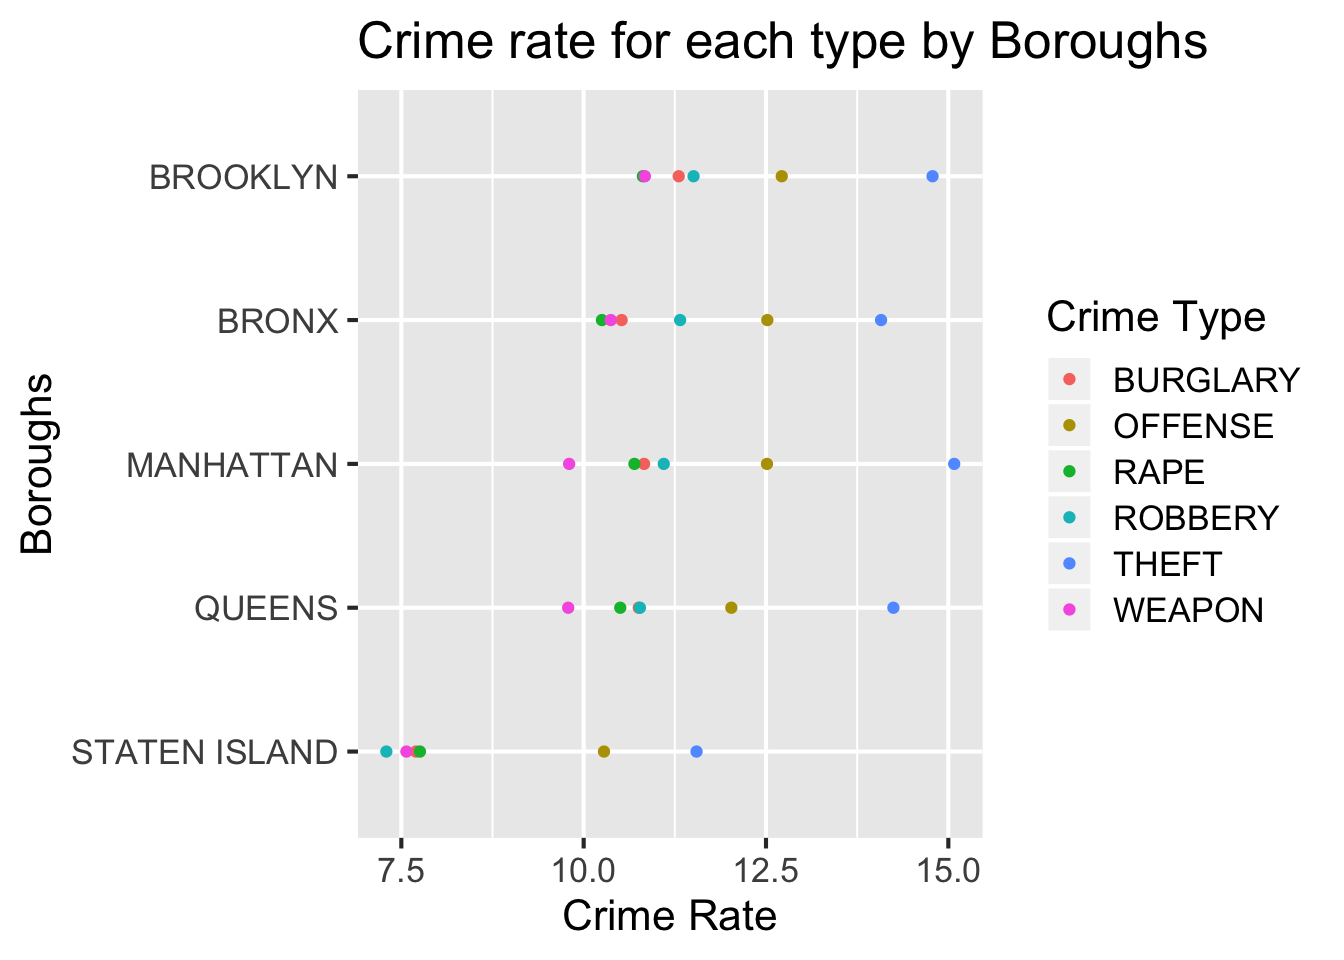 Crime rate for each type by Boroughs
BROOKLYN
BRONX
MANHATTAN
QUEENS
STATEN ISLAND
Boroughs
7.5 10.0 12.5 15.0
Crime Rate
Crime Type
BURGLARY
OFFENSE
RAPE
ROBBERY
THEFT
WEAPON